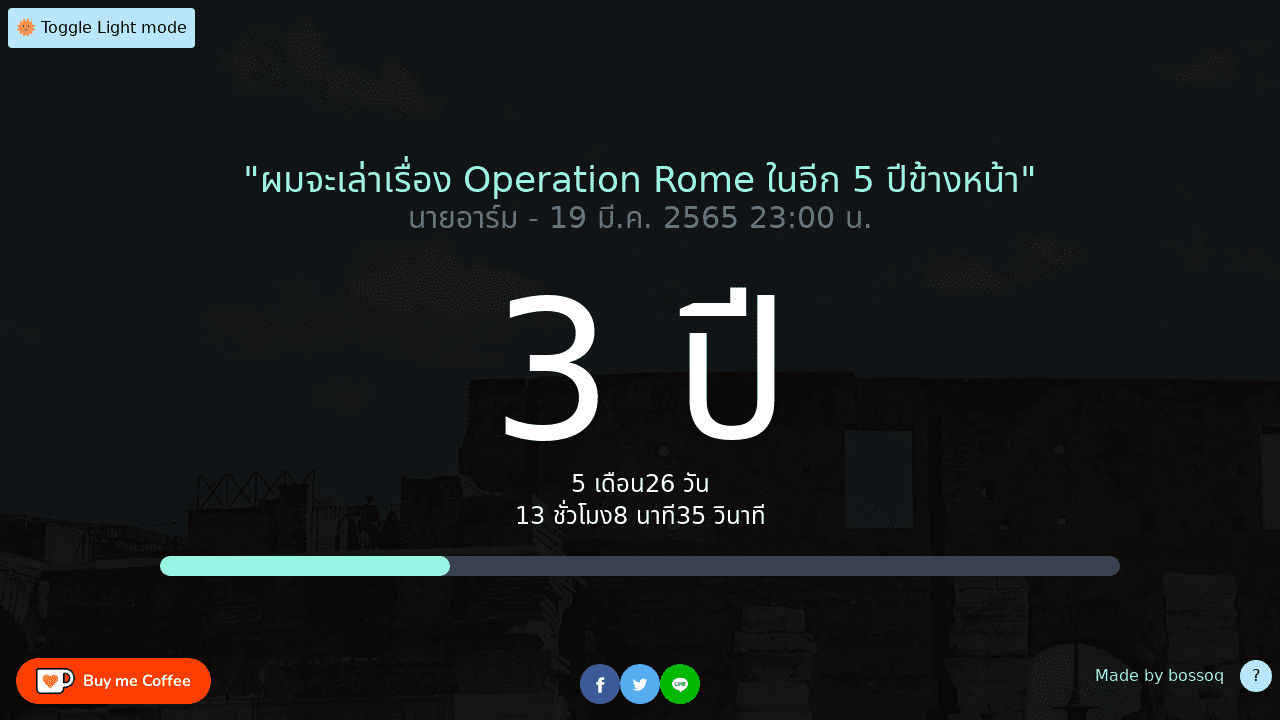 Toggle Light mode
"ผมจะเล่าเรื่อง Operation Rome ในอีก 5 ปีข้างหน้า"
นายอาร์ม - 19 มี.ค. 2565 23:00 น.
3 ปี
5 เดือน26 วัน
13 ชั่วโมง8 นาที35 วินาที
Buy me Coffee
LINE
Made by bossoq
?